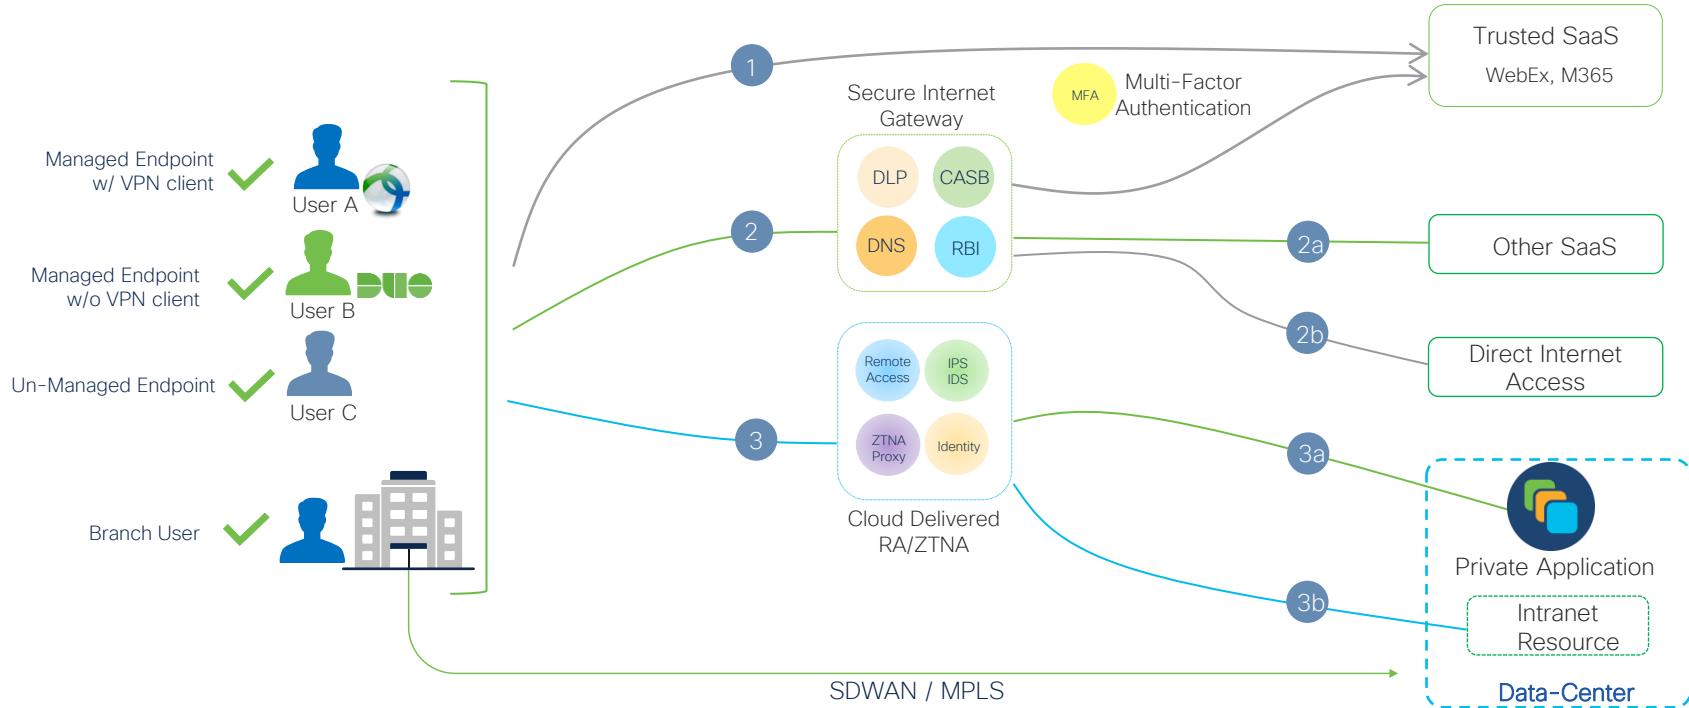 Managed Endpoint
w/ VPN client
User A
Managed Endpoint
w/o VPN client
DUO
User B
Un-Managed Endpoint
User C
Branch User
1
2
3
Secure Internet
Gateway
DLP
CASB
DNS
RBI
MFA
Multi-Factor
Authentication
Remote
Access
IPS
IDS
ZTNA
Proxy
Identity
Cloud Delivered
RA/ZTNA
2a
2b
3a
3b
Trusted SaaS
WebEx, M365
Other SaaS
Direct Internet
Access
Private Application
Intranet
Resource
Data-Center
SDWAN / MPLS